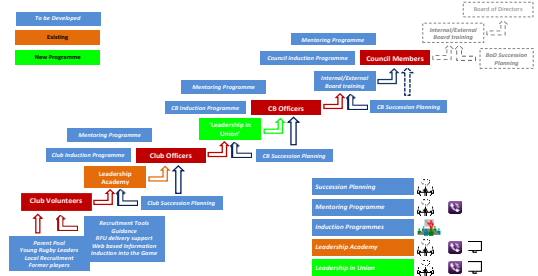 To be Developed
Existing
New Programme
Board of Directors
Internal/External
Board training
BoD Succession
Planning
Mentoring Programme
Council Induction Programme
Council Members
Internal/External
Board training
Mentoring Programme
CB Induction Programme
CB Officers
CB Succession Planning
'Leadership in
Union'
Mentoring Programme
Club Induction Programme
Club Officers
CB Succession Planning
Leadership
Academy
Club Volunteers
Club Succession Planning
Parent Pool
Young Rugby Leaders
Local Recruitment
Former players
Recruitment Tools
Guidance
RFU delivery support
Web based information
Induction into the Game
Succession Planning
Mentoring Programme
Induction Programmes
Leadership Academy
Leadership in Union